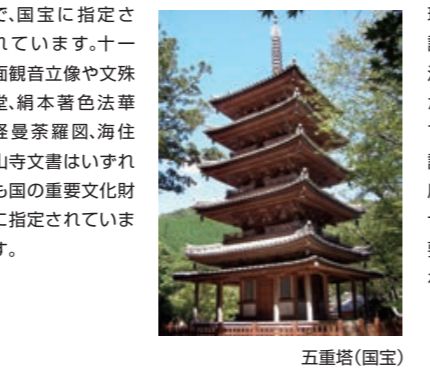 で、国宝に指定さ
れています。十一
面観音立像や文殊
堂、絹本著色法華
経曼荼羅図、海住
山寺文書はいずれ
も国の重要文化財
に指定されていま
す。
五重塔(国宝)